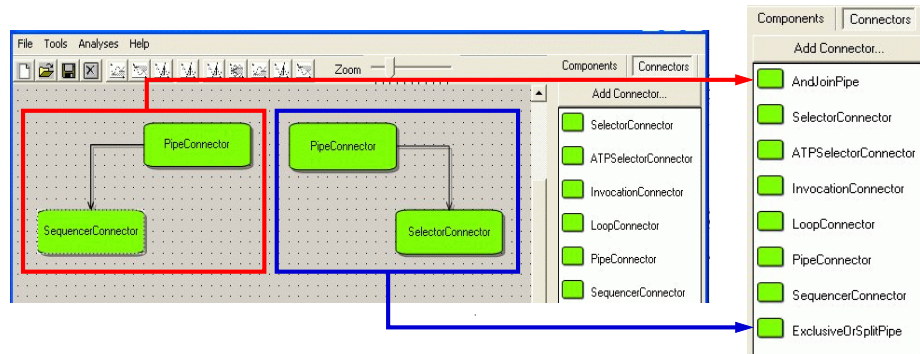 File Tools Analyses Help
Zoom
Components Connectors
Add Connector...
SelectorConnector
ATPSelectorConnector
InvocationConnector
LoopConnector
PipeConnector
SequencerConnector
PipeConnector
SequencerConnector
PipeConnector
SelectorConnector
Components Connectors
Add Connector...
AndJoinPipe
SelectorConnector
ATPSelectorConnector
InvocationConnector
LoopConnector
PipeConnector
SequencerConnector
ExclusiveOrSplitPipe